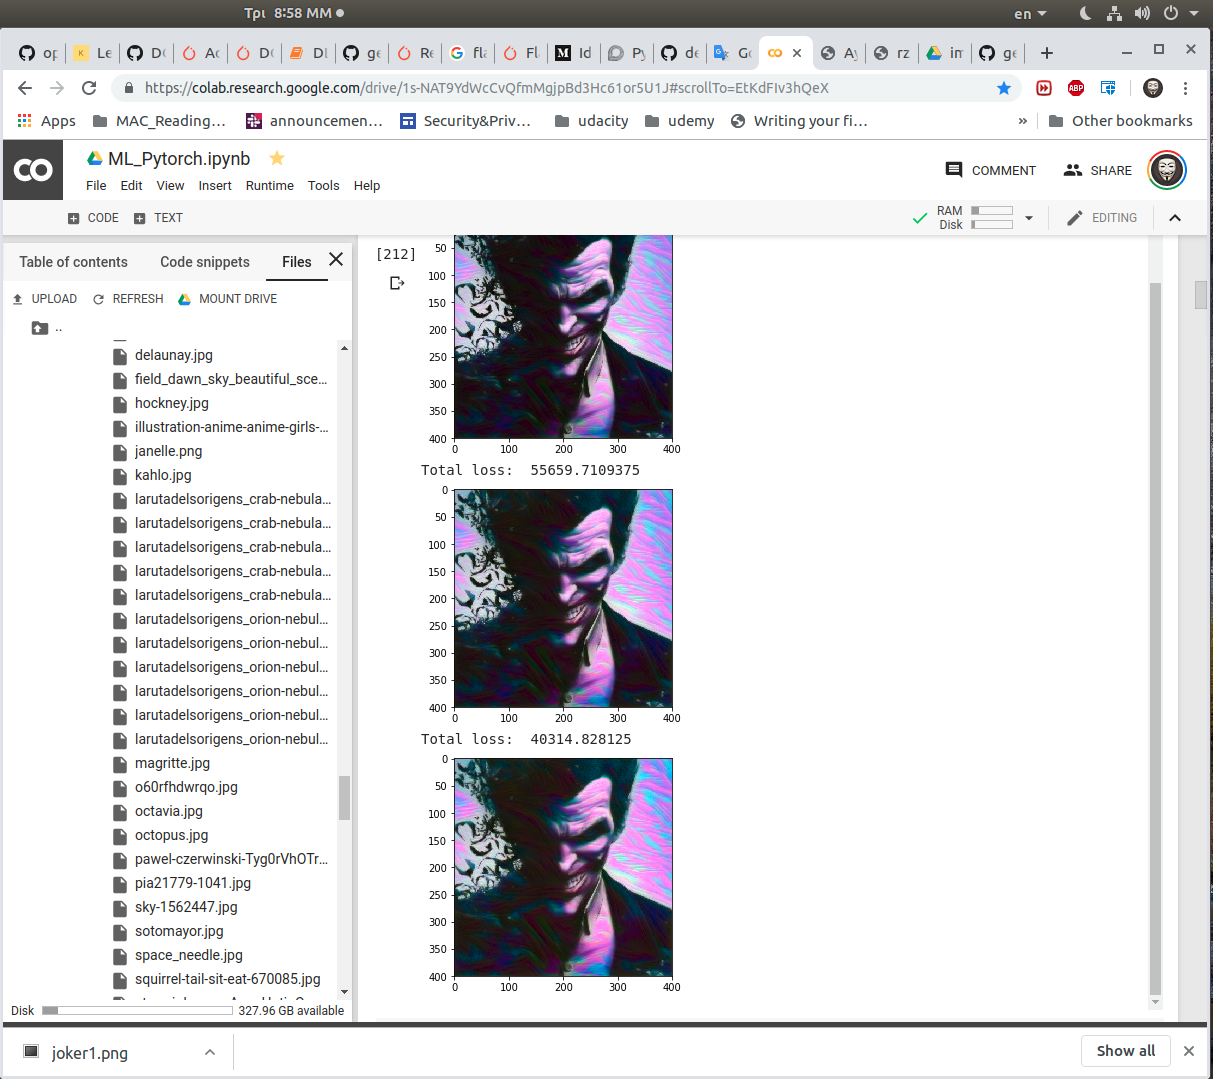 Τρι 8:58 ΜΜ
en
op
Le
DC
Ac
DC
DL
ge
Re
fla
Fl
Id
Py
de
Go
Ay
rz
im
ge
https://colab.research.google.com/drive/1s-NAT9YdWcCvQfmMgjpBd3Hc61or5U1J#scrollTo=EtKdFIv3hQeX
ABP
Apps
MAC_Reading...
announcemen...
Security&Priv...
udacity
udemy
Writing your fi...
»
Other bookmarks
CO
ML_Pytorch.ipynb
COMMENT
SHARE
File Edit View Insert Runtime Tools Help
CODE
TEXT
RAM
Disk
EDITING
Table of contents
Code snippets
Files
UPLOAD
REFRESH
MOUNT DRIVE
..
delaunay.jpg
field_dawn_sky_beautiful_sce...
hockney.jpg
illustration-anime-anime-girls-...
janelle.png
kahlo.jpg
larutadelsorigens_crab-nebula...
larutadelsorigens_crab-nebula...
larutadelsorigens_crab-nebula...
larutadelsorigens_crab-nebula...
larutadelsorigens_crab-nebula...
larutadelsorigens_orion-nebul...
larutadelsorigens_orion-nebul...
larutadelsorigens_orion-nebul...
larutadelsorigens_orion-nebul...
larutadelsorigens_orion-nebul...
larutadelsorigens_orion-nebul...
magritte.jpg
o60rfhdwrqo.jpg
octavia.jpg
octopus.jpg
pawel-czerwinski-Tyg0rVhOTr...
pia21779-1041.jpg
sky-1562447.jpg
sotomayor.jpg
space_needle.jpg
squirrel-tail-sit-eat-670085.jpg
Disk
327.96 GB available
[212]
50
100
150
200
250
300
350
400
0 100 200 300 400
Total loss: 55659.7109375
0
50
100
150
200
250
300
350
400
0 100 200 300 400
Total loss: 40314.828125
0
50
100
150
200
250
300
350
400
0 100 200 300 400
joker1.png
Show all